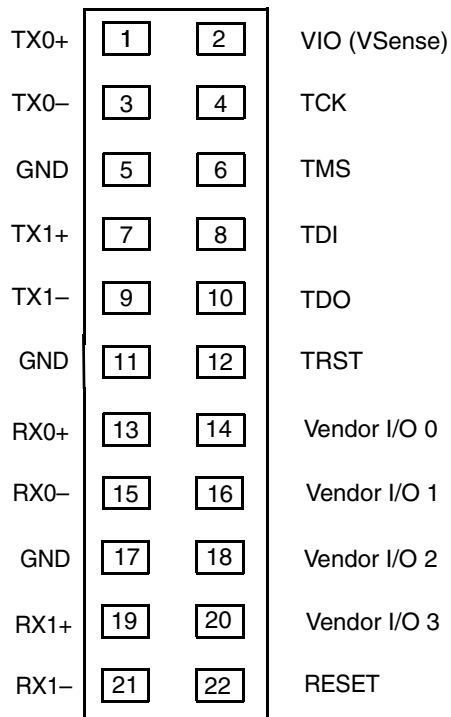 TX0+ 1 2 VIO (VSense)
TX0– 3 4 TCK
GND 5 6 TMS
TX1+ 7 8 TDI
TX1– 9 10 TDO
GND 11 12 TRST
RX0+ 13 14 Vendor I/O 0
RX0– 15 16 Vendor I/O 1
GND 17 18 Vendor I/O 2
RX1+ 19 20 Vendor I/O 3
RX1– 21 22 RESET